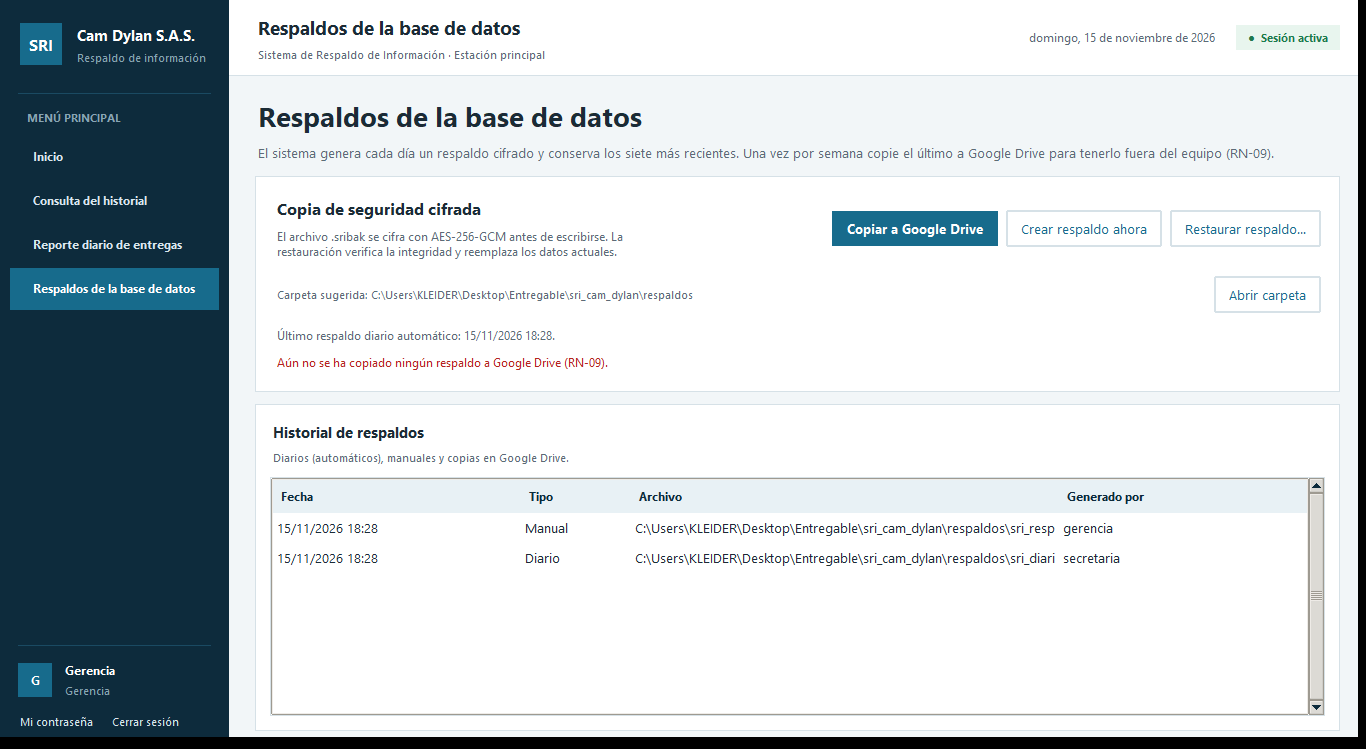 SRI
Cam Dylan S.A.S.
Respaldo de información
MENÚ PRINCIPAL
Inicio
Consulta del historial
Reporte diario de entregas
Respaldos de la base de datos
G
Gerencia
Gerencia
Mi contraseña Cerrar sesión
Respaldos de la base de datos
Sistema de Respaldo de Información · Estación principal
domingo, 15 de noviembre de 2026
● Sesión activa
Respaldos de la base de datos
El sistema genera cada día un respaldo cifrado y conserva los siete más recientes. Una vez por semana copie el último a Google Drive para tenerlo fuera del equipo (RN-09).
Copia de seguridad cifrada
El archivo .sribak se cifra con AES-256-GCM antes de escribirse. La
restauración verifica la integridad y reemplaza los datos actuales.
Copiar a Google Drive
Crear respaldo ahora
Restaurar respaldo...
Carpeta sugerida: C:\Users\KLEIDER\Desktop\Entregable\sri_cam_dylan\respaldos
Abrir carpeta
Último respaldo diario automático: 15/11/2026 18:28.
Aún no se ha copiado ningún respaldo a Google Drive (RN-09).
Historial de respaldos
Diarios (automáticos), manuales y copias en Google Drive.
Fecha Tipo Archivo Generado por
15/11/2026 18:28 Manual C:\Users\KLEIDER\Desktop\Entregable\sri_cam_dylan\respaldos\sri_resp gerencia
15/11/2026 18:28 Diario C:\Users\KLEIDER\Desktop\Entregable\sri_cam_dylan\respaldos\sri_diari secretaria